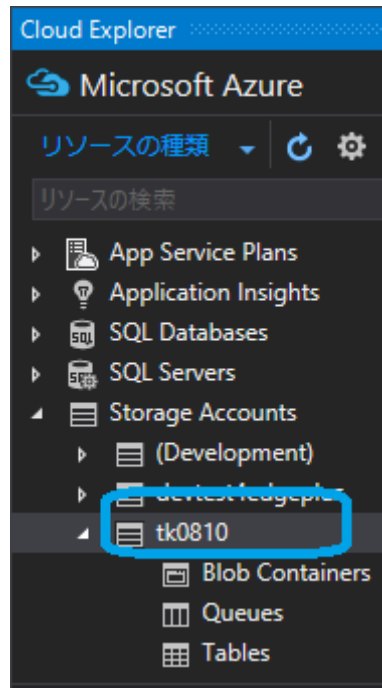 Cloud Explorer
Microsoft Azure
リソースの種類
リソースの検索
App Service Plans
Application Insights
SQL Databases
SQL Servers
Storage Accounts
(Development)
tk0810
Blob Containers
Queues
Tables